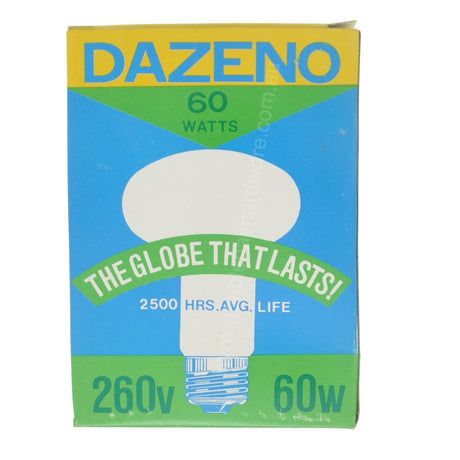 DAZENO
60
WATTS
THE GLOBE THAT LASTS!
2500 HRS. AVG. LIFE
260v 60w